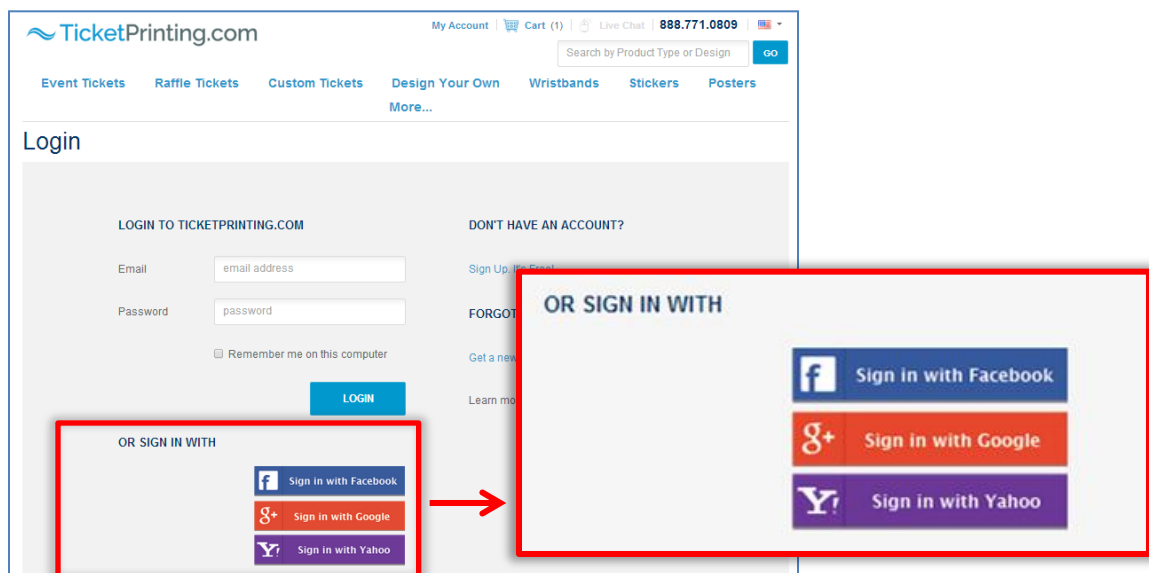 TicketPrinting.com
My Account Cart (1) Live Chat 888.771.0809
Search by Product Type or Design GO
Event Tickets Raffle Tickets Custom Tickets Design Your Own Wristbands Stickers Posters
More...
Login
LOGIN TO TICKETPRINTING.COM
Email email address
Password password
Remember me on this computer
LOGIN
OR SIGN IN WITH
f Sign in with Facebook
g+ Sign in with Google
Y! Sign in with Yahoo
DON'T HAVE AN ACCOUNT?
Sign Up. It's Free!
FORGOT
Get a new
Learn mo
OR SIGN IN WITH
f Sign in with Facebook
g+ Sign in with Google
Y! Sign in with Yahoo